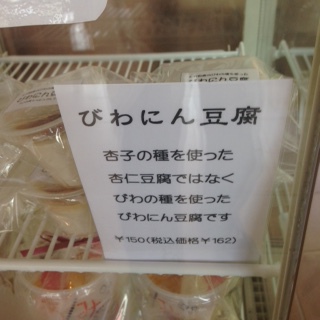 びわにん豆腐
杏子の種を使った
杏仁豆腐ではなく
びわの種を使った
びわにん豆腐です
￥150(税込価格￥162)